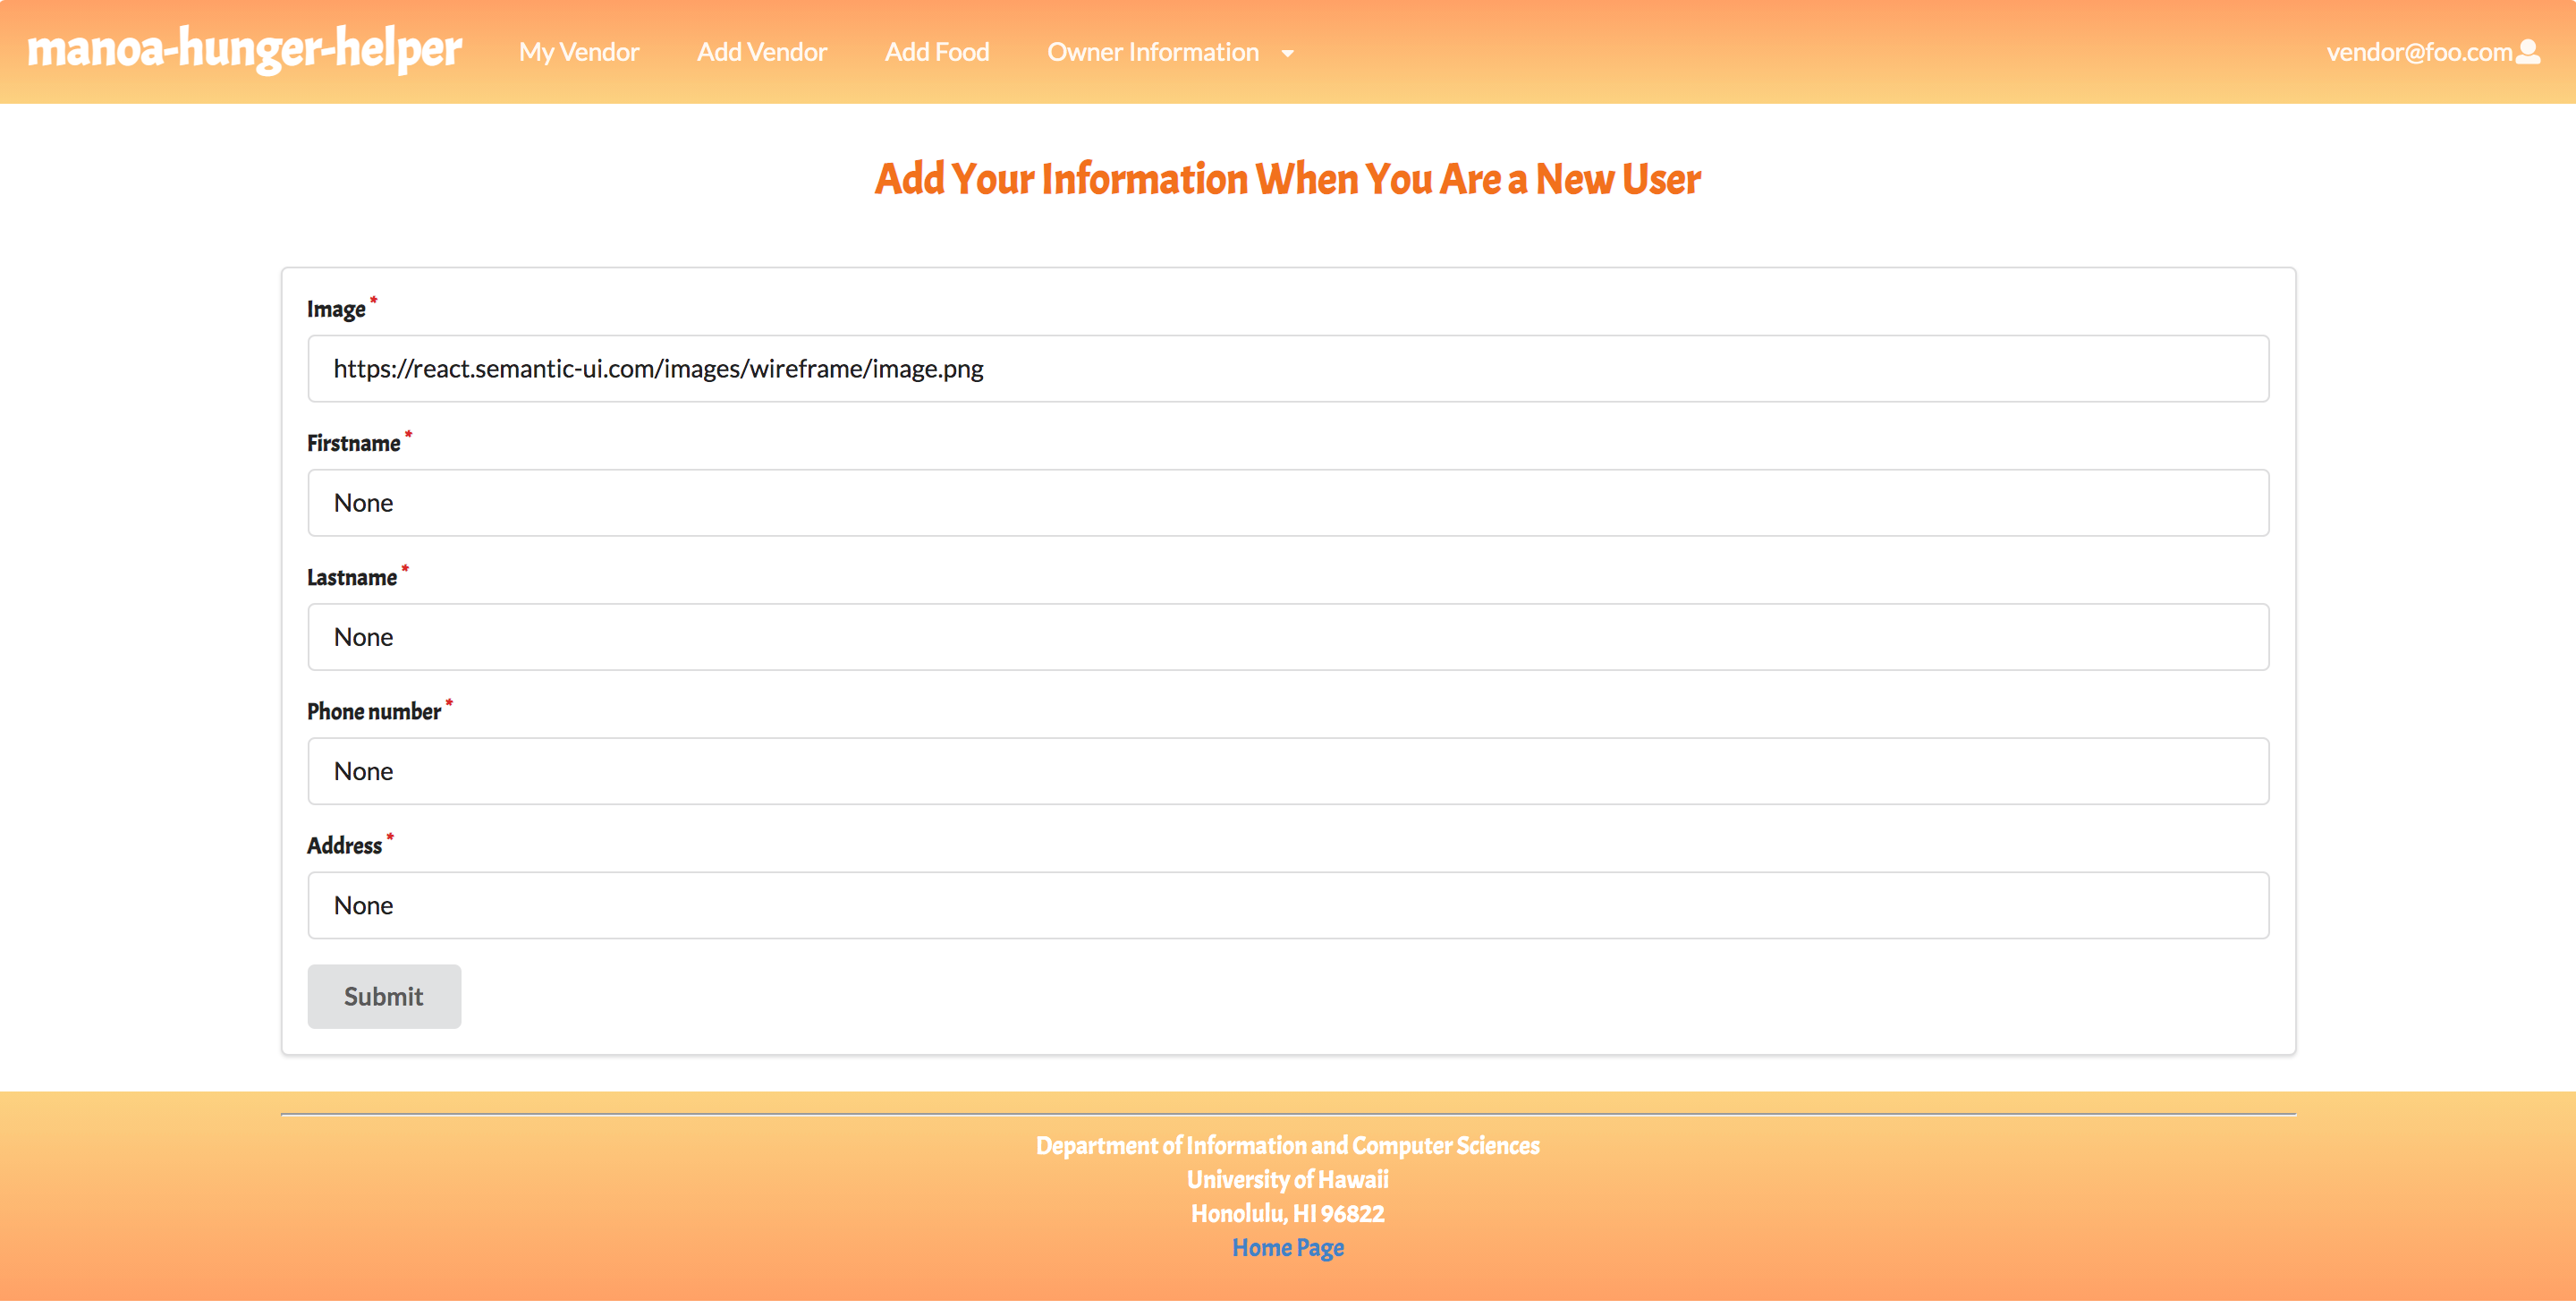 manoa-hunger-helper My Vendor Add Vendor Add Food Owner Information vendor@foo.com
Add Your Information When You Are a New User
Image *
https://react.semantic-ui.com/images/wireframe/image.png
Firstname *
None
Lastname *
None
Phone number *
None
Address *
None
Submit
Department of Information and Computer Sciences
University of Hawaii
Honolulu, HI 96822
Home Page